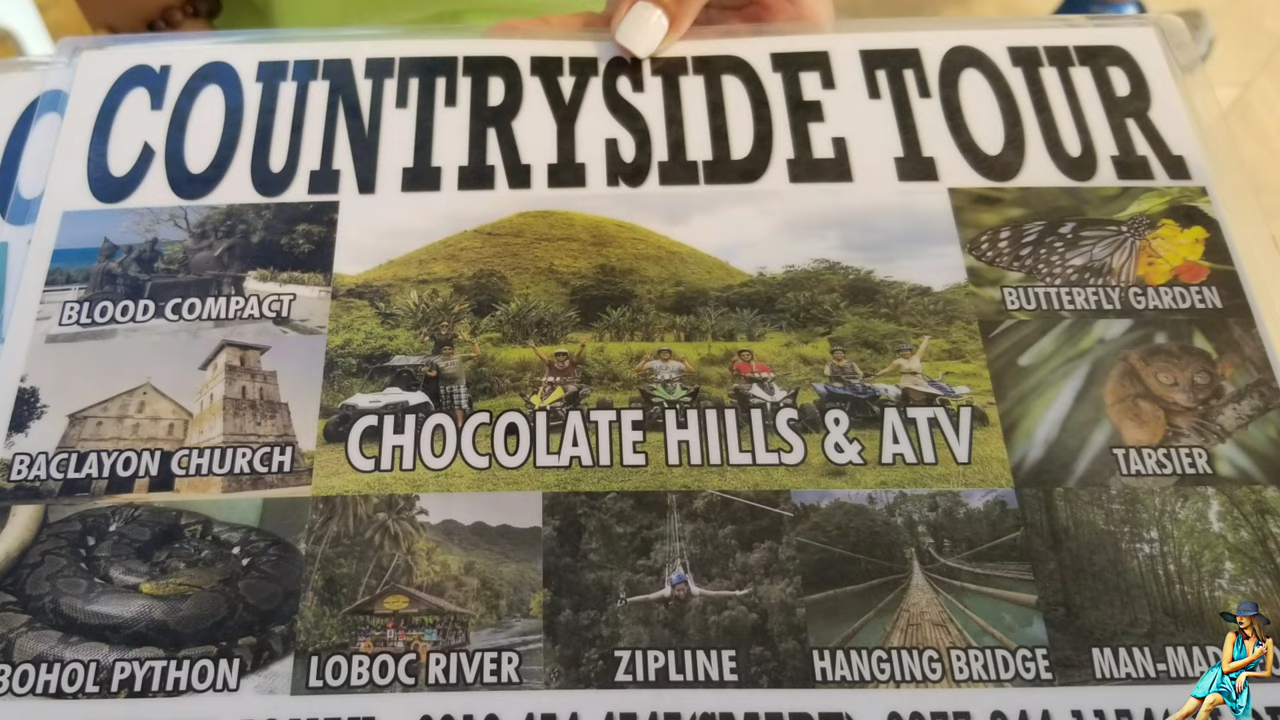 COUNTRYSIDE TOUR
BLOOD COMPACT
BUTTERFLY GARDEN
BACLAYON CHURCH
CHOCOLATE HILLS & ATV
TARSIER
BOHOL PYTHON
LOBOC RIVER
ZIPLINE
HANGING BRIDGE